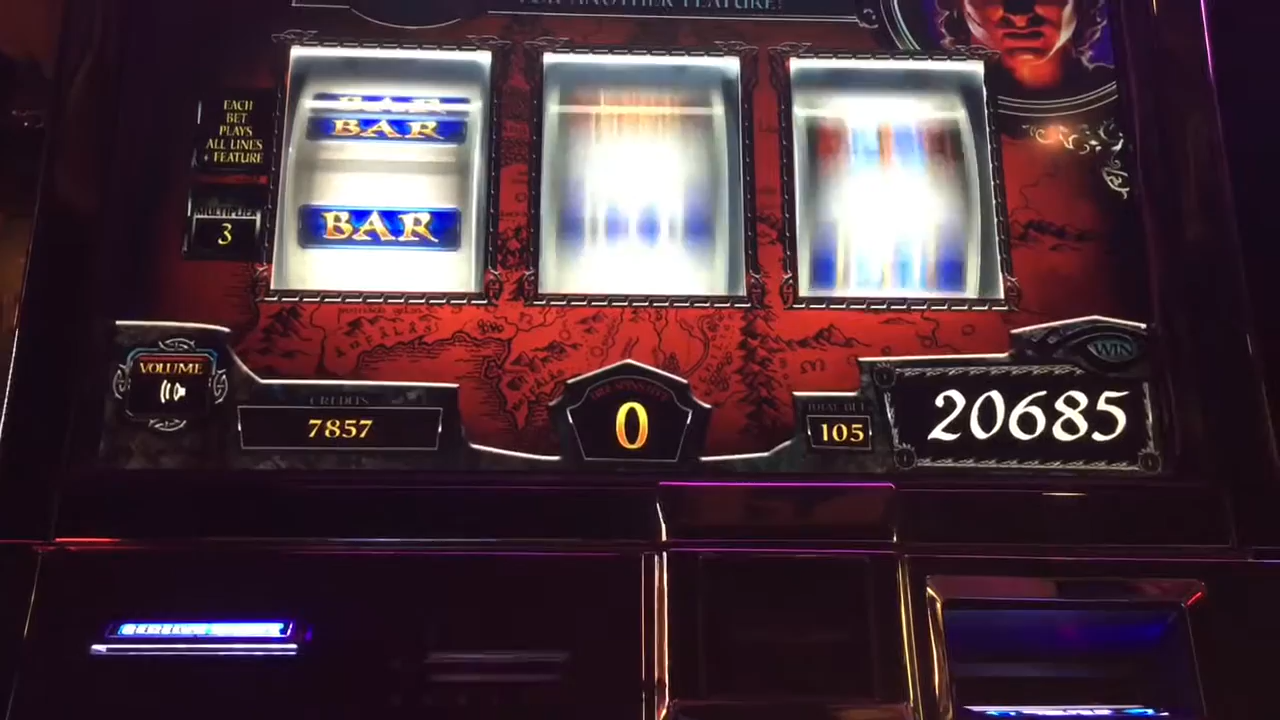 FOR ANOTHER FEATURE!
EACH
BET
PLAYS
ALL LINES
+ FEATURE
MULTIPLIER
3
BAR
BAR
BAR
VOLUME
CREDITS
7857
0
TOTAL BET
105
WIN
20685